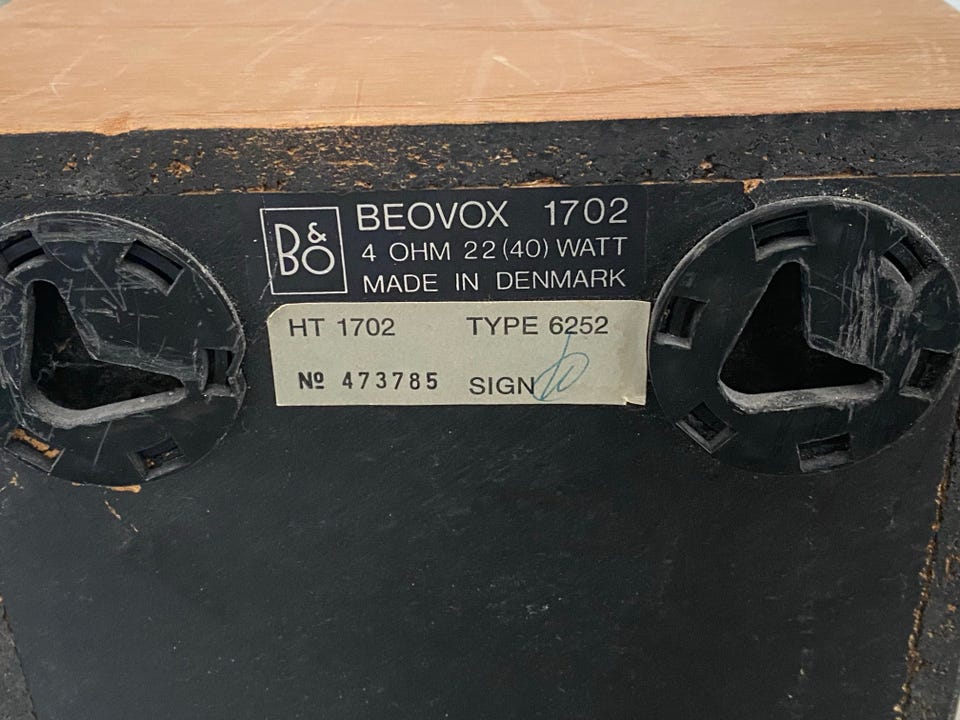 B&O
BEOVOX 1702
4 OHM 22 (40) WATT
MADE IN DENMARK
HT 1702 TYPE 6252
Nº 473785 SIGN